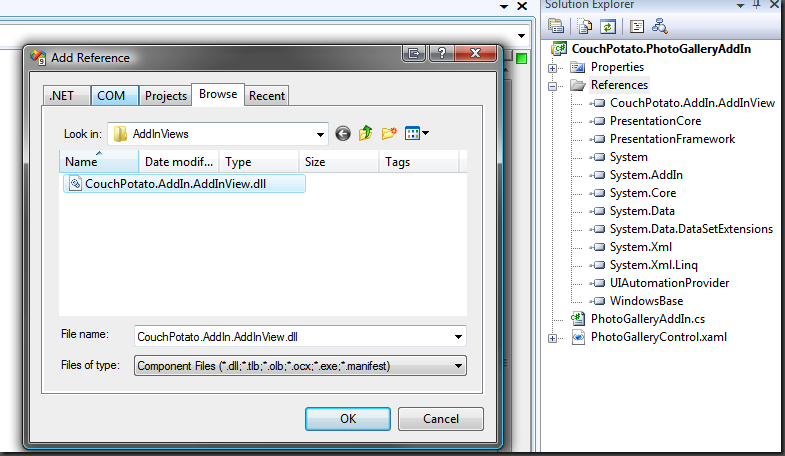 Solution Explorer
Add Reference
.NET COM Projects Browse Recent
Look in: AddInViews
Name Date modif... Type Size Tags
CouchPotato.AddIn.AddInView.dll
File name: CouchPotato.AddIn.AddInView.dll
Files of type: Component Files (*.dll;*.tlb;*.olb;*.ocx;*.exe;*.manifest)
OK Cancel
CouchPotato.PhotoGalleryAddIn
Properties
References
CouchPotato.AddIn.AddInView
PresentationCore
PresentationFramework
System
System.AddIn
System.Core
System.Data
System.Data.DataSetExtensions
System.Xml
System.Xml.Linq
UIAutomationProvider
WindowsBase
PhotoGalleryAddIn.cs
PhotoGalleryControl.xaml